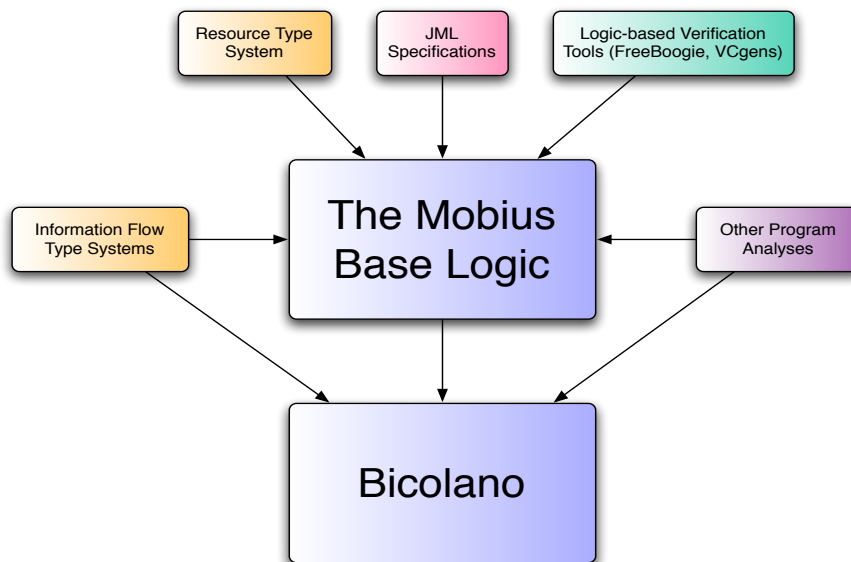 Resource Type
System
JML
Specifications
Logic-based Verification
Tools (FreeBoogie, VCgens)
The Mobius
Base Logic
Information Flow
Type Systems
Other Program
Analyses
Bicolano